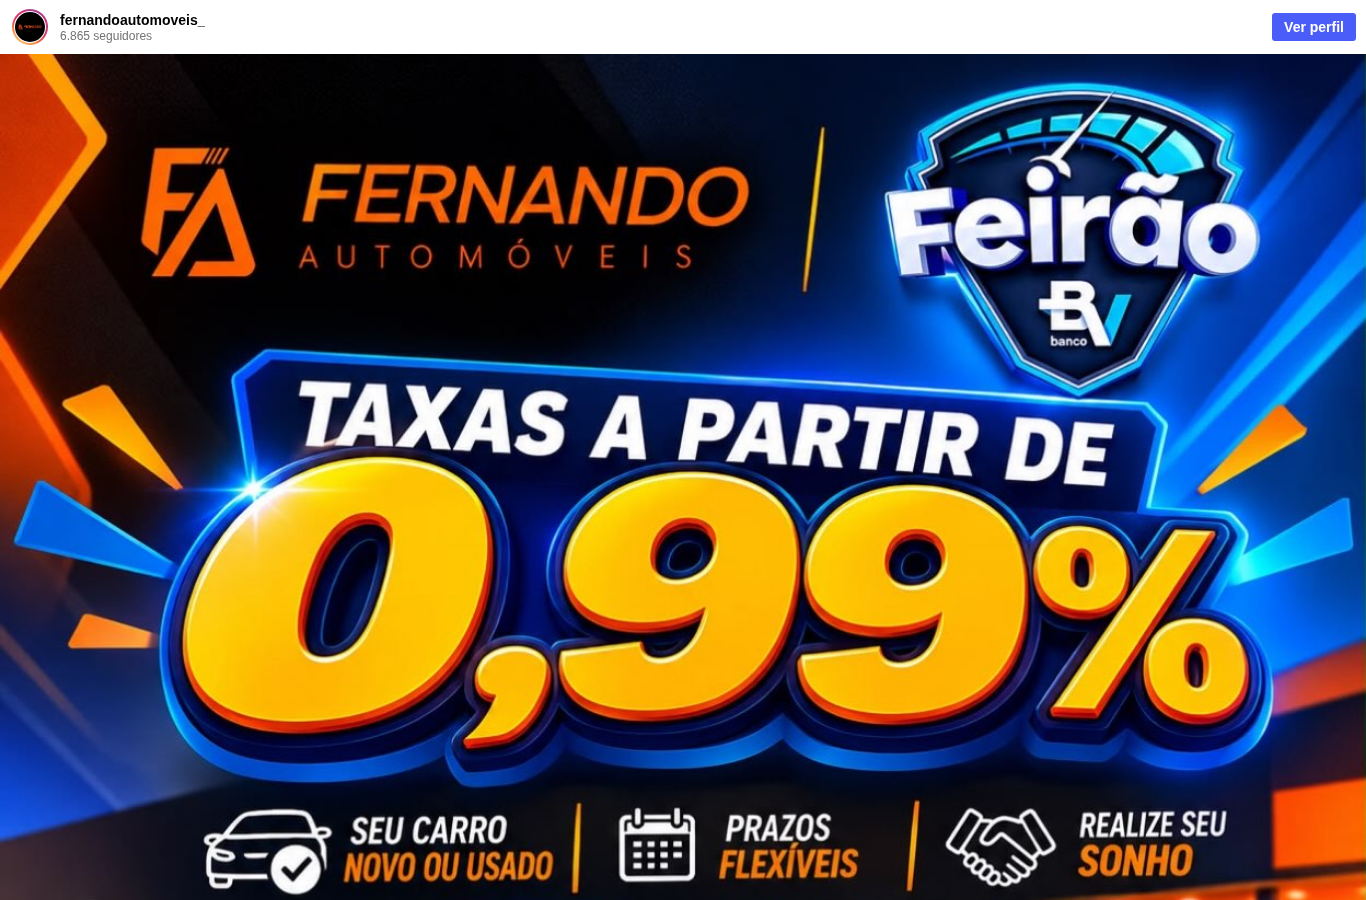 fernandoautomoveis_
6.865 seguidores
Ver perfil
FA FERNANDO
AUTOMÓVEIS
Feirão
BV
banco
TAXAS A PARTIR DE
0,99%
SEU CARRO
NOVO OU USADO
PRAZOS
FLEXÍVEIS
REALIZE SEU
SONHO